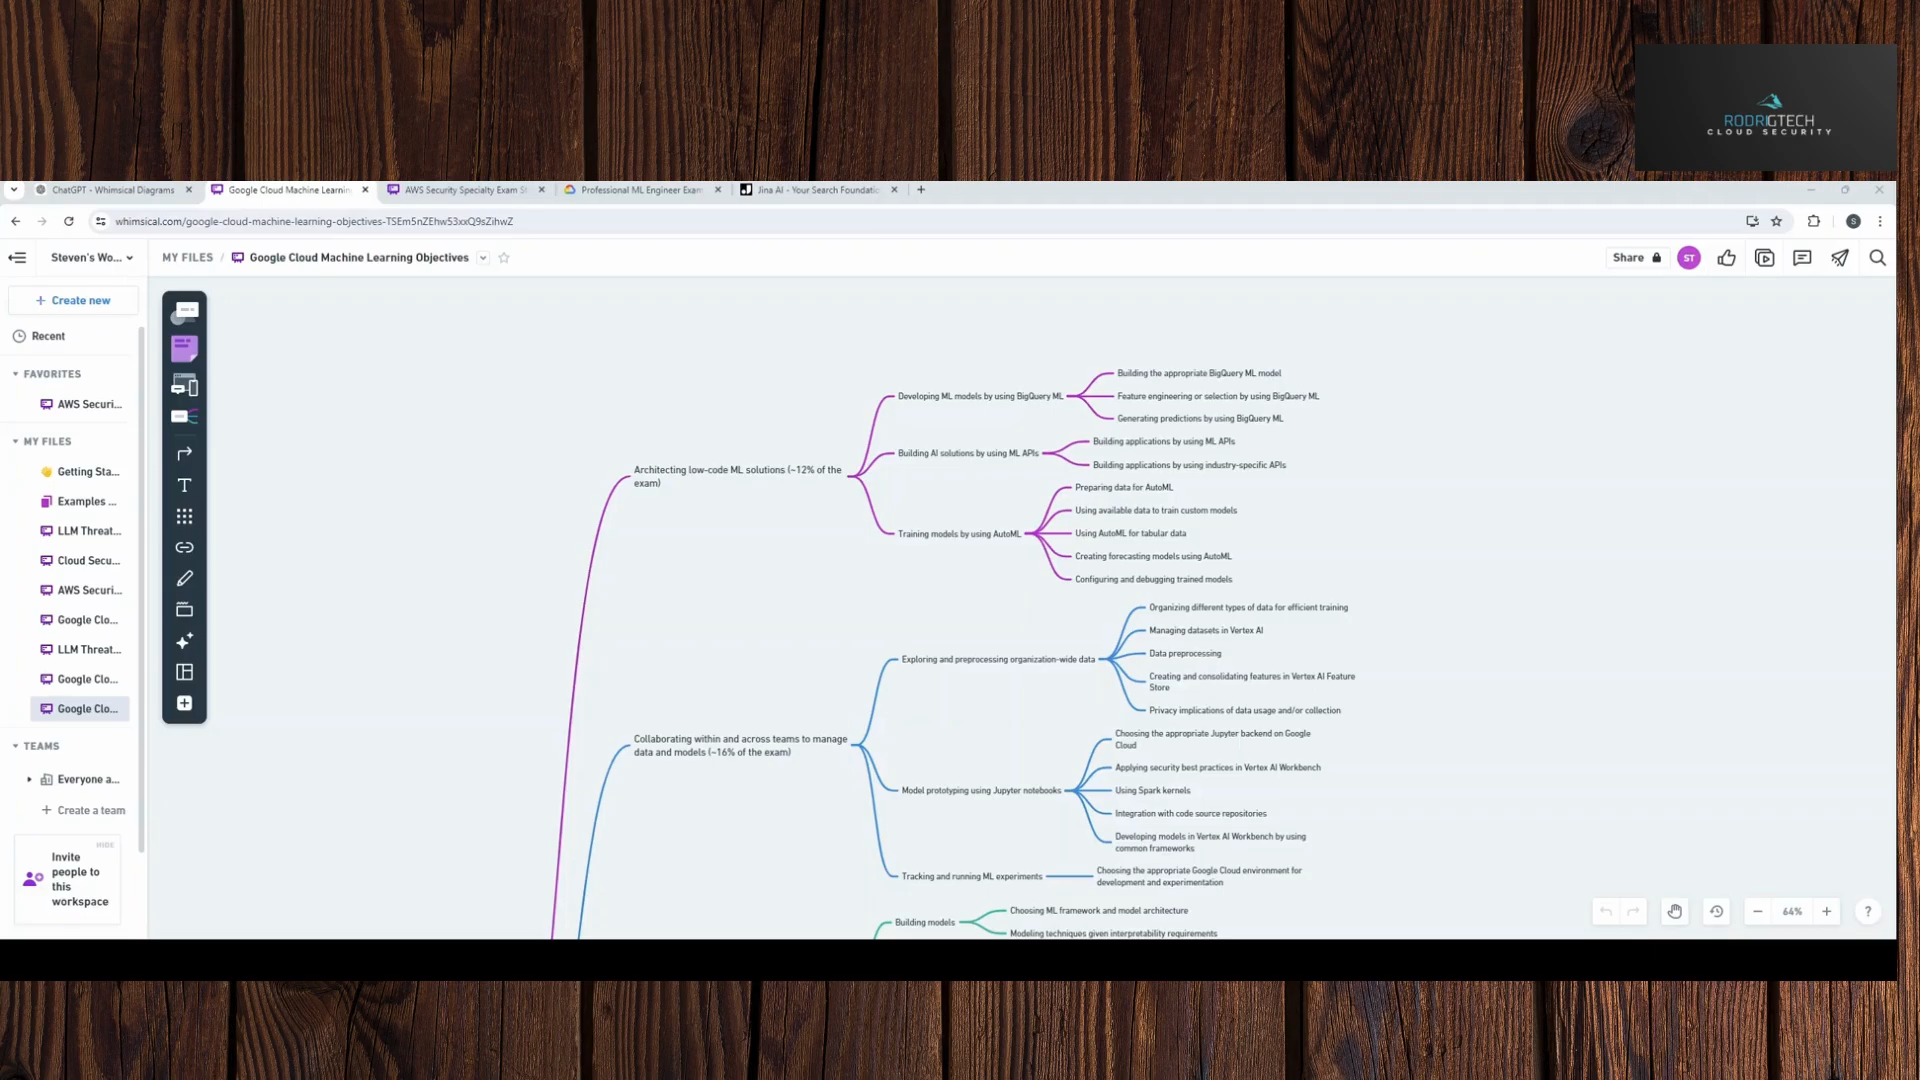 RODRIGTECH
CLOUD SECURITY
ChatGPT - Whimsical Diagrams
Google Cloud Machine Learnin
AWS Security Specialty Exam S
Professional ML Engineer Exam
Jina AI - Your Search Foundatio
whimsical.com/google-cloud-machine-learning-objectives-TSEm5nZEhw53xxQ9sZihwZ
S
Steven's Wo...
MY FILES / Google Cloud Machine Learning Objectives
Share
ST
+ Create new
Recent
FAVORITES
AWS Securi...
MY FILES
Getting Sta...
Examples ...
LLM Threat...
Cloud Secu...
AWS Securi...
Google Clo...
LLM Threat...
Google Clo...
Google Clo...
TEAMS
Everyone a...
+ Create a team
HIDE
Invite
people to
this
workspace
T
Architecting low-code ML solutions (~12% of the
exam)
Developing ML models by using BigQuery ML
Building the appropriate BigQuery ML model
Feature engineering or selection by using BigQuery ML
Generating predictions by using BigQuery ML
Building AI solutions by using ML APIs
Building applications by using ML APIs
Building applications by using industry-specific APIs
Training models by using AutoML
Preparing data for AutoML
Using available data to train custom models
Using AutoML for tabular data
Creating forecasting models using AutoML
Configuring and debugging trained models
Collaborating within and across teams to manage
data and models (~16% of the exam)
Exploring and preprocessing organization-wide data
Organizing different types of data for efficient training
Managing datasets in Vertex AI
Data preprocessing
Creating and consolidating features in Vertex AI Feature
Store
Privacy implications of data usage and/or collection
Model prototyping using Jupyter notebooks
Choosing the appropriate Jupyter backend on Google
Cloud
Applying security best practices in Vertex AI Workbench
Using Spark kernels
Integration with code source repositories
Developing models in Vertex AI Workbench by using
common frameworks
Tracking and running ML experiments
Choosing the appropriate Google Cloud environment for
development and experimentation
Building models
Choosing ML framework and model architecture
Modeling techniques given interpretability requirements
64%
?